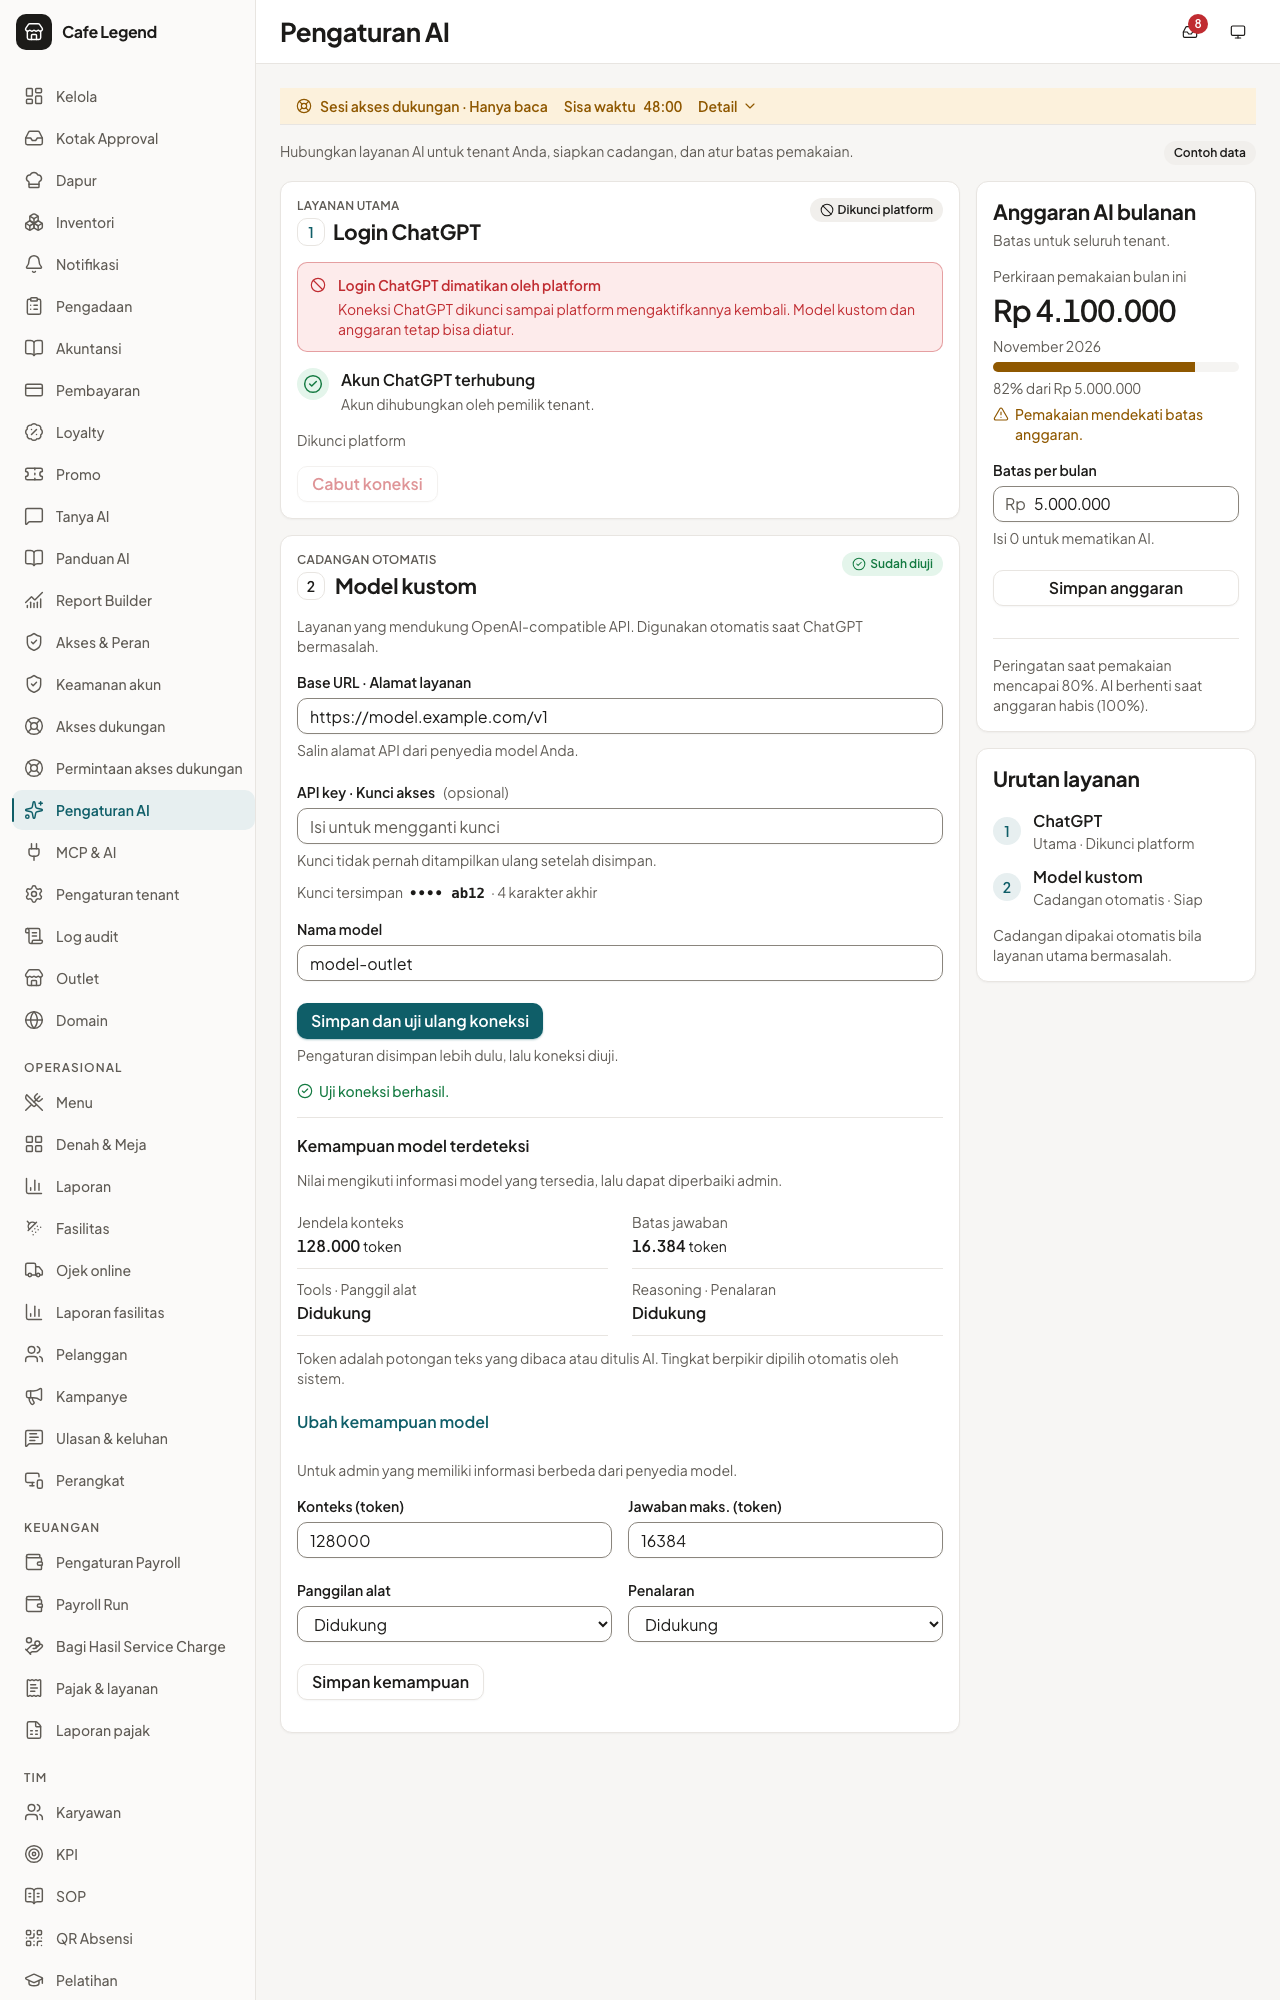 Cafe Legend
Kelola
Kotak Approval
Dapur
Inventori
Notifikasi
Pengadaan
Akuntansi
Pembayaran
Loyalty
Promo
Tanya AI
Panduan AI
Report Builder
Akses & Peran
Keamanan akun
Akses dukungan
Permintaan akses dukungan
Pengaturan AI
MCP & AI
Pengaturan tenant
Log audit
Outlet
Domain
OPERASIONAL
Menu
Denah & Meja
Laporan
Fasilitas
Ojek online
Laporan fasilitas
Pelanggan
Kampanye
Ulasan & keluhan
Perangkat
KEUANGAN
Pengaturan Payroll
Payroll Run
Bagi Hasil Service Charge
Pajak & layanan
Laporan pajak
TIM
Karyawan
KPI
SOP
QR Absensi
Pelatihan
Pengaturan AI
8
Sesi akses dukungan · Hanya baca Sisa waktu 48:00 Detail
Hubungkan layanan AI untuk tenant Anda, siapkan cadangan, dan atur batas pemakaian.
Contoh data
LAYANAN UTAMA
1 Login ChatGPT
Dikunci platform
Login ChatGPT dimatikan oleh platform
Koneksi ChatGPT dikunci sampai platform mengaktifkannya kembali. Model kustom dan
anggaran tetap bisa diatur.
Akun ChatGPT terhubung
Akun dihubungkan oleh pemilik tenant.
Dikunci platform
Cabut koneksi
CADANGAN OTOMATIS
2 Model kustom
Sudah diuji
Layanan yang mendukung OpenAI-compatible API. Digunakan otomatis saat ChatGPT
bermasalah.
Base URL · Alamat layanan
https://model.example.com/v1
Salin alamat API dari penyedia model Anda.
API key · Kunci akses (opsional)
Isi untuk mengganti kunci
Kunci tidak pernah ditampilkan ulang setelah disimpan.
Kunci tersimpan •••• ab12 · 4 karakter akhir
Nama model
model-outlet
Simpan dan uji ulang koneksi
Pengaturan disimpan lebih dulu, lalu koneksi diuji.
Uji koneksi berhasil.
Kemampuan model terdeteksi
Nilai mengikuti informasi model yang tersedia, lalu dapat diperbaiki admin.
Jendela konteks
128.000 token
Batas jawaban
16.384 token
Tools · Panggil alat
Didukung
Reasoning · Penalaran
Didukung
Token adalah potongan teks yang dibaca atau ditulis AI. Tingkat berpikir dipilih otomatis oleh
sistem.
Ubah kemampuan model
Untuk admin yang memiliki informasi berbeda dari penyedia model.
Konteks (token)
128000
Jawaban maks. (token)
16384
Panggilan alat
Didukung
Penalaran
Didukung
Simpan kemampuan
Anggaran AI bulanan
Batas untuk seluruh tenant.
Perkiraan pemakaian bulan ini
Rp 4.100.000
November 2026
82% dari Rp 5.000.000
Pemakaian mendekati batas
anggaran.
Batas per bulan
Rp 5.000.000
Isi 0 untuk mematikan AI.
Simpan anggaran
Peringatan saat pemakaian
mencapai 80%. AI berhenti saat
anggaran habis (100%).
Urutan layanan
1 ChatGPT
Utama · Dikunci platform
2 Model kustom
Cadangan otomatis · Siap
Cadangan dipakai otomatis bila
layanan utama bermasalah.